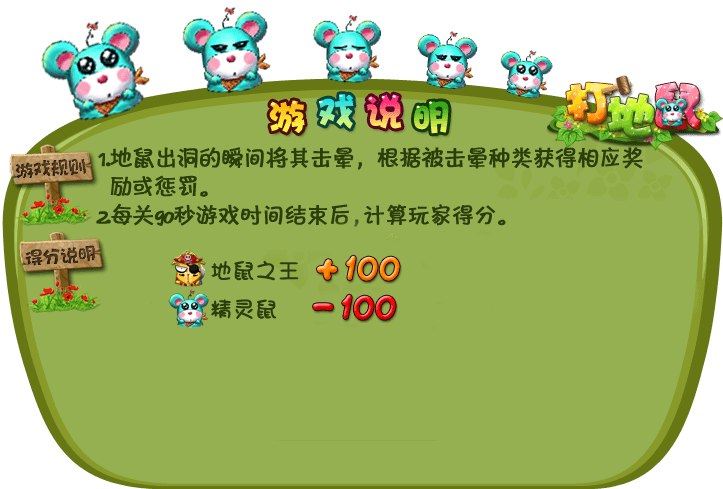 打地鼠
游戏说明
游戏规则
1.地鼠出洞的瞬间将其击晕，根据被击晕种类获得相应奖
励或惩罚。
2.每关90秒游戏时间结束后，计算玩家得分。
得分说明
地鼠之王 +100
精灵鼠 -100